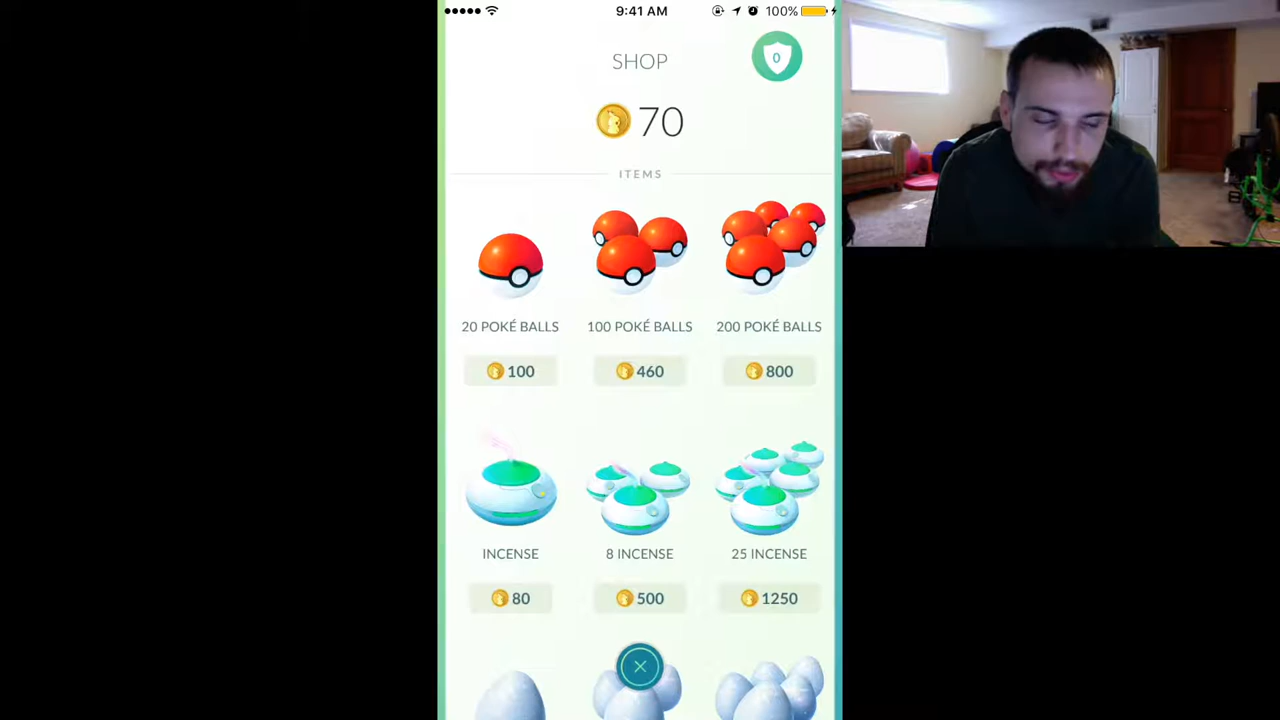 9:41 AM 100%
SHOP
0
70
ITEMS
20 POKÉ BALLS 100 POKÉ BALLS 200 POKÉ BALLS
100 460 800
INCENSE 8 INCENSE 25 INCENSE
80 500 1250